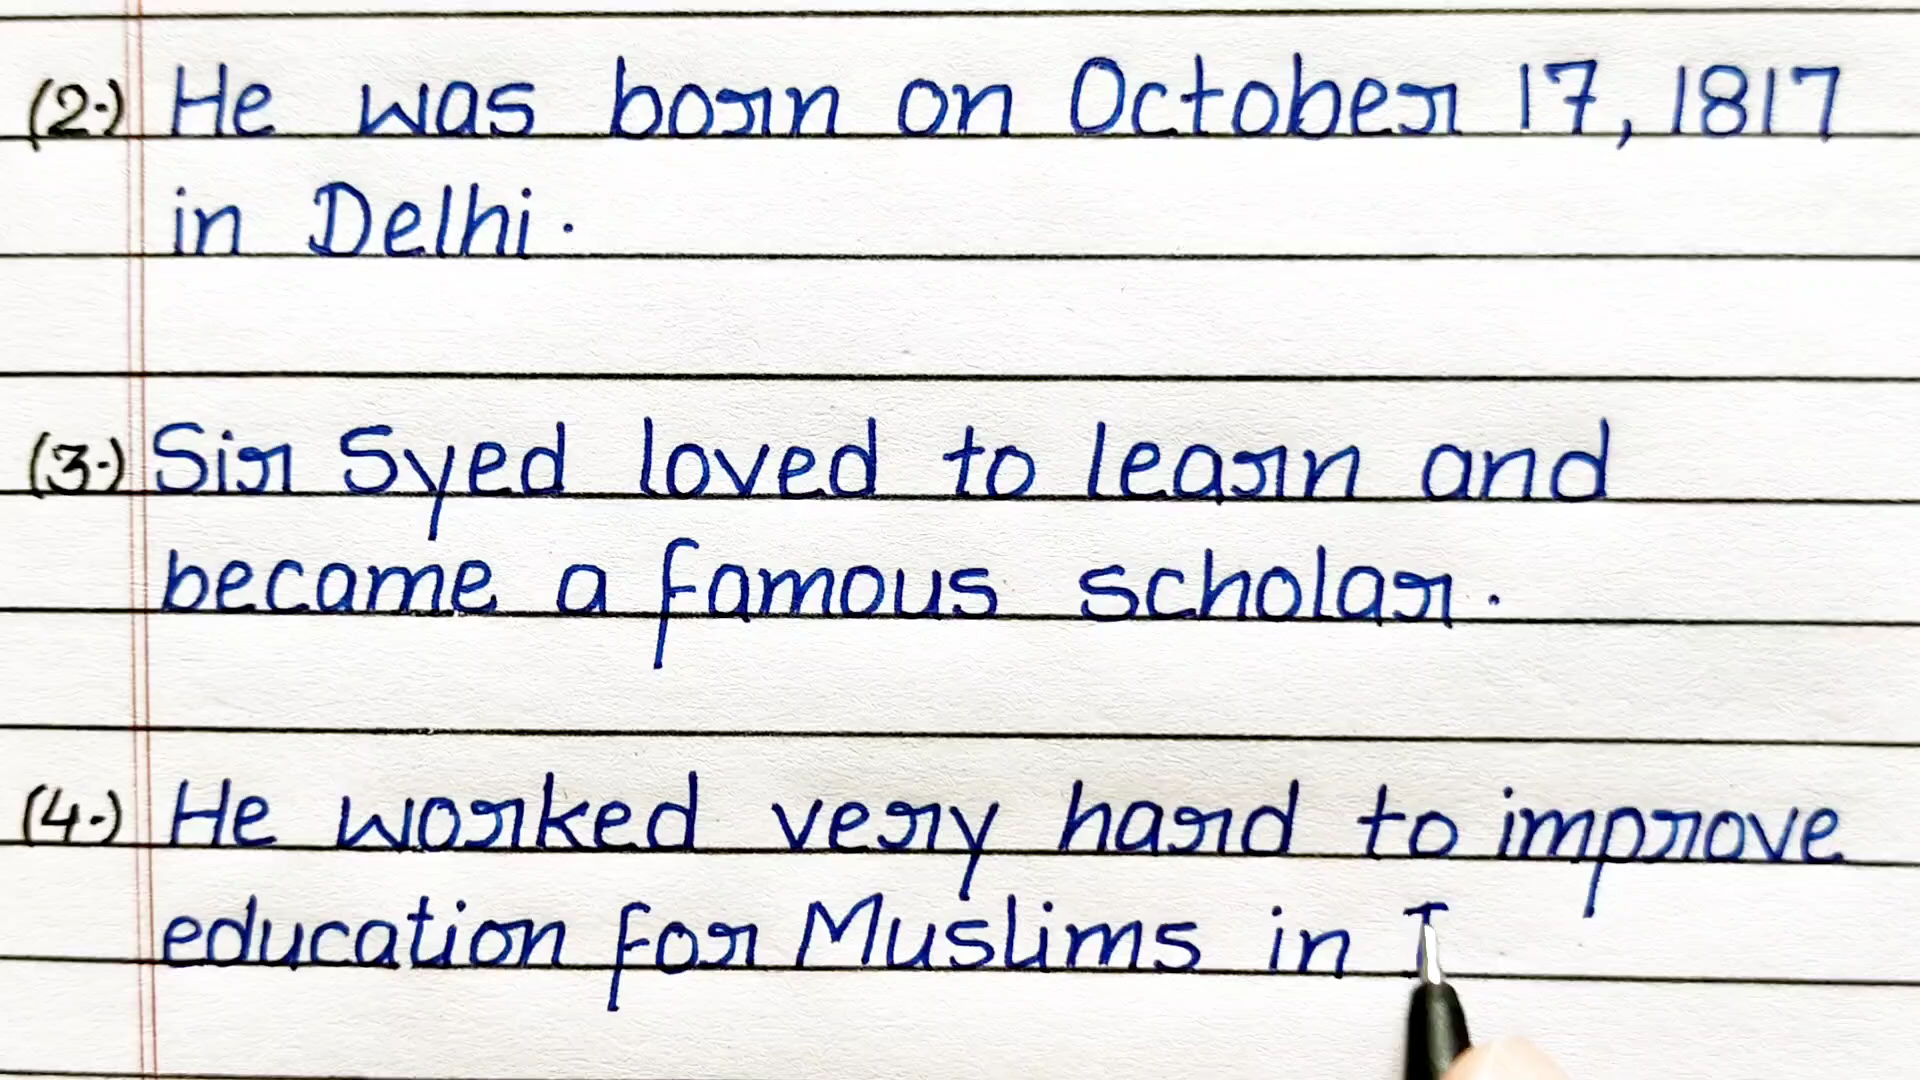 (2.) He was born on October 17, 1817
in Delhi.
(3.) Sir Syed loved to learn and
became a famous scholar.
(4.) He worked very hard to improve
education for Muslims in I